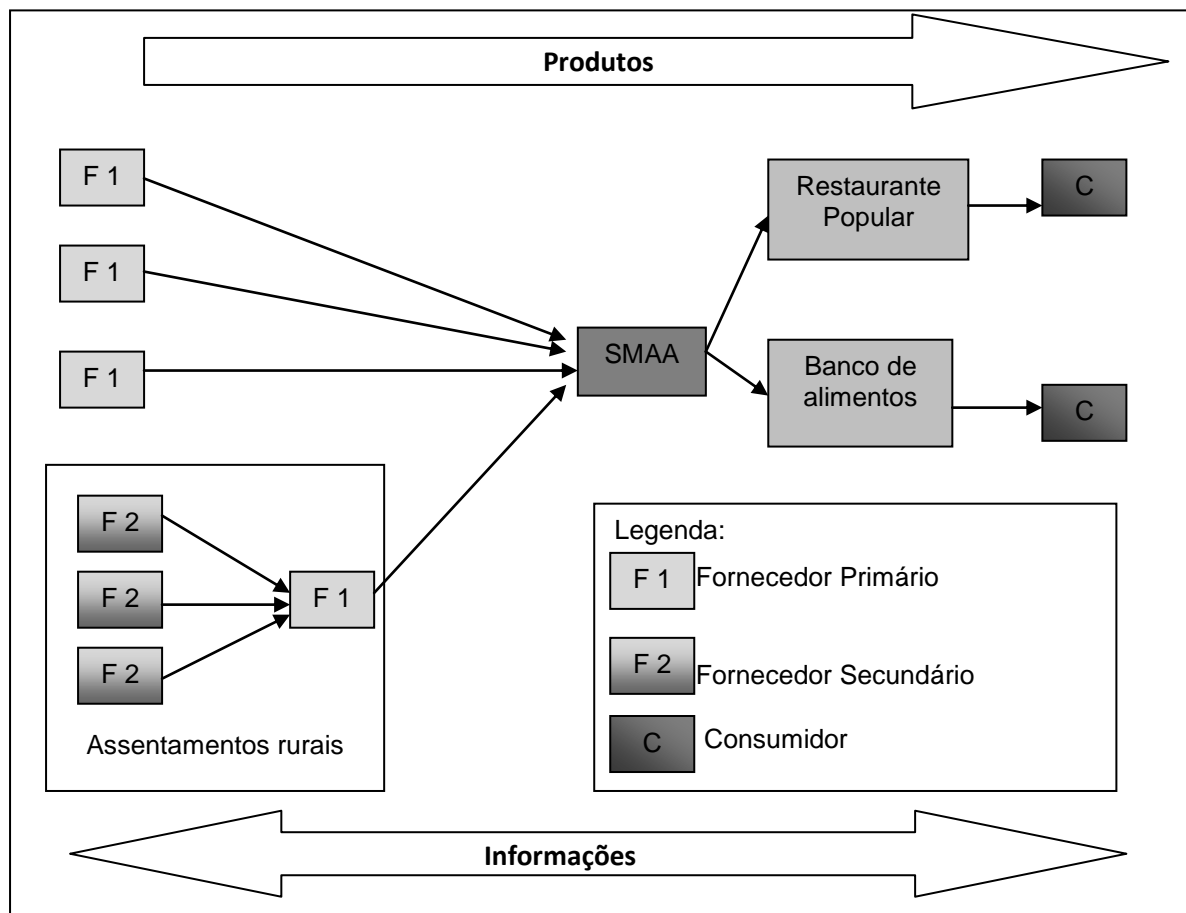 Produtos
F 1
F 1
F 1
SMAA
Restaurante
Popular
C
Banco de
alimentos
C
F 2
F 2
F 2
F 1
Assentamentos rurais
Legenda:
F 1 Fornecedor Primário
F 2 Fornecedor Secundário
C Consumidor
Informações